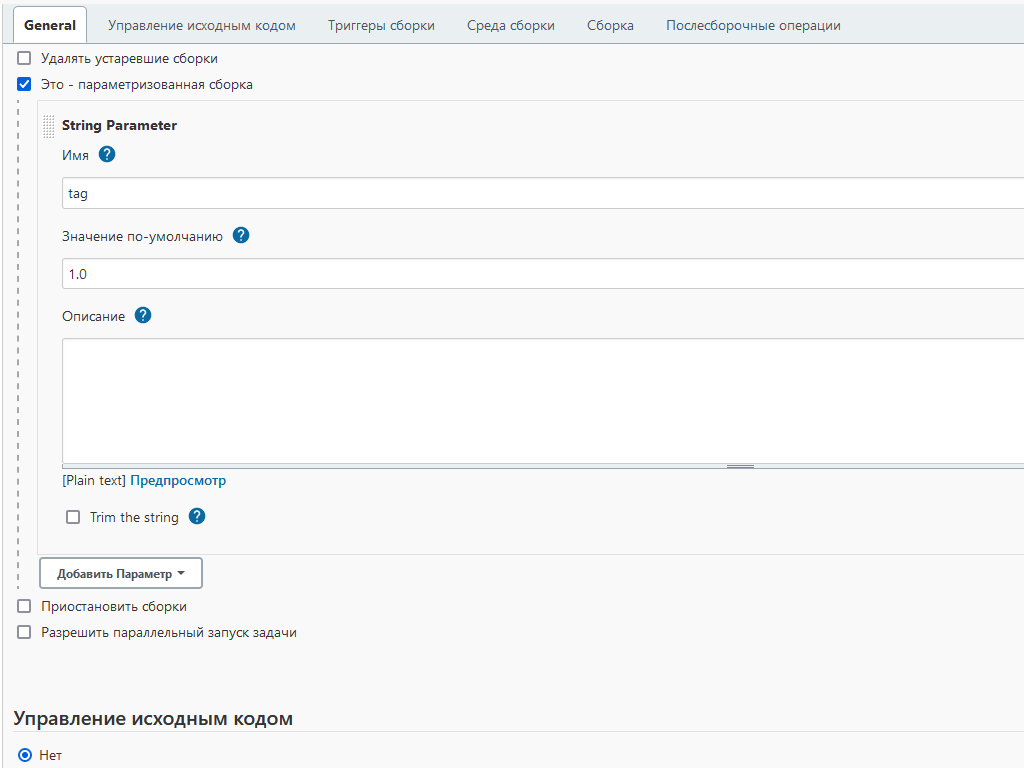 General Управление исходным кодом Триггеры сборки Среда сборки Сборка Послесборочные операции
Удалять устаревшие сборки
Это - параметризованная сборка
String Parameter
Имя ?
tag
Значение по-умолчанию ?
1.0
Описание ?
[Plain text] Предпросмотр
Trim the string ?
Добавить Параметр
Приостановить сборки
Разрешить параллельный запуск задачи
Управление исходным кодом
Нет